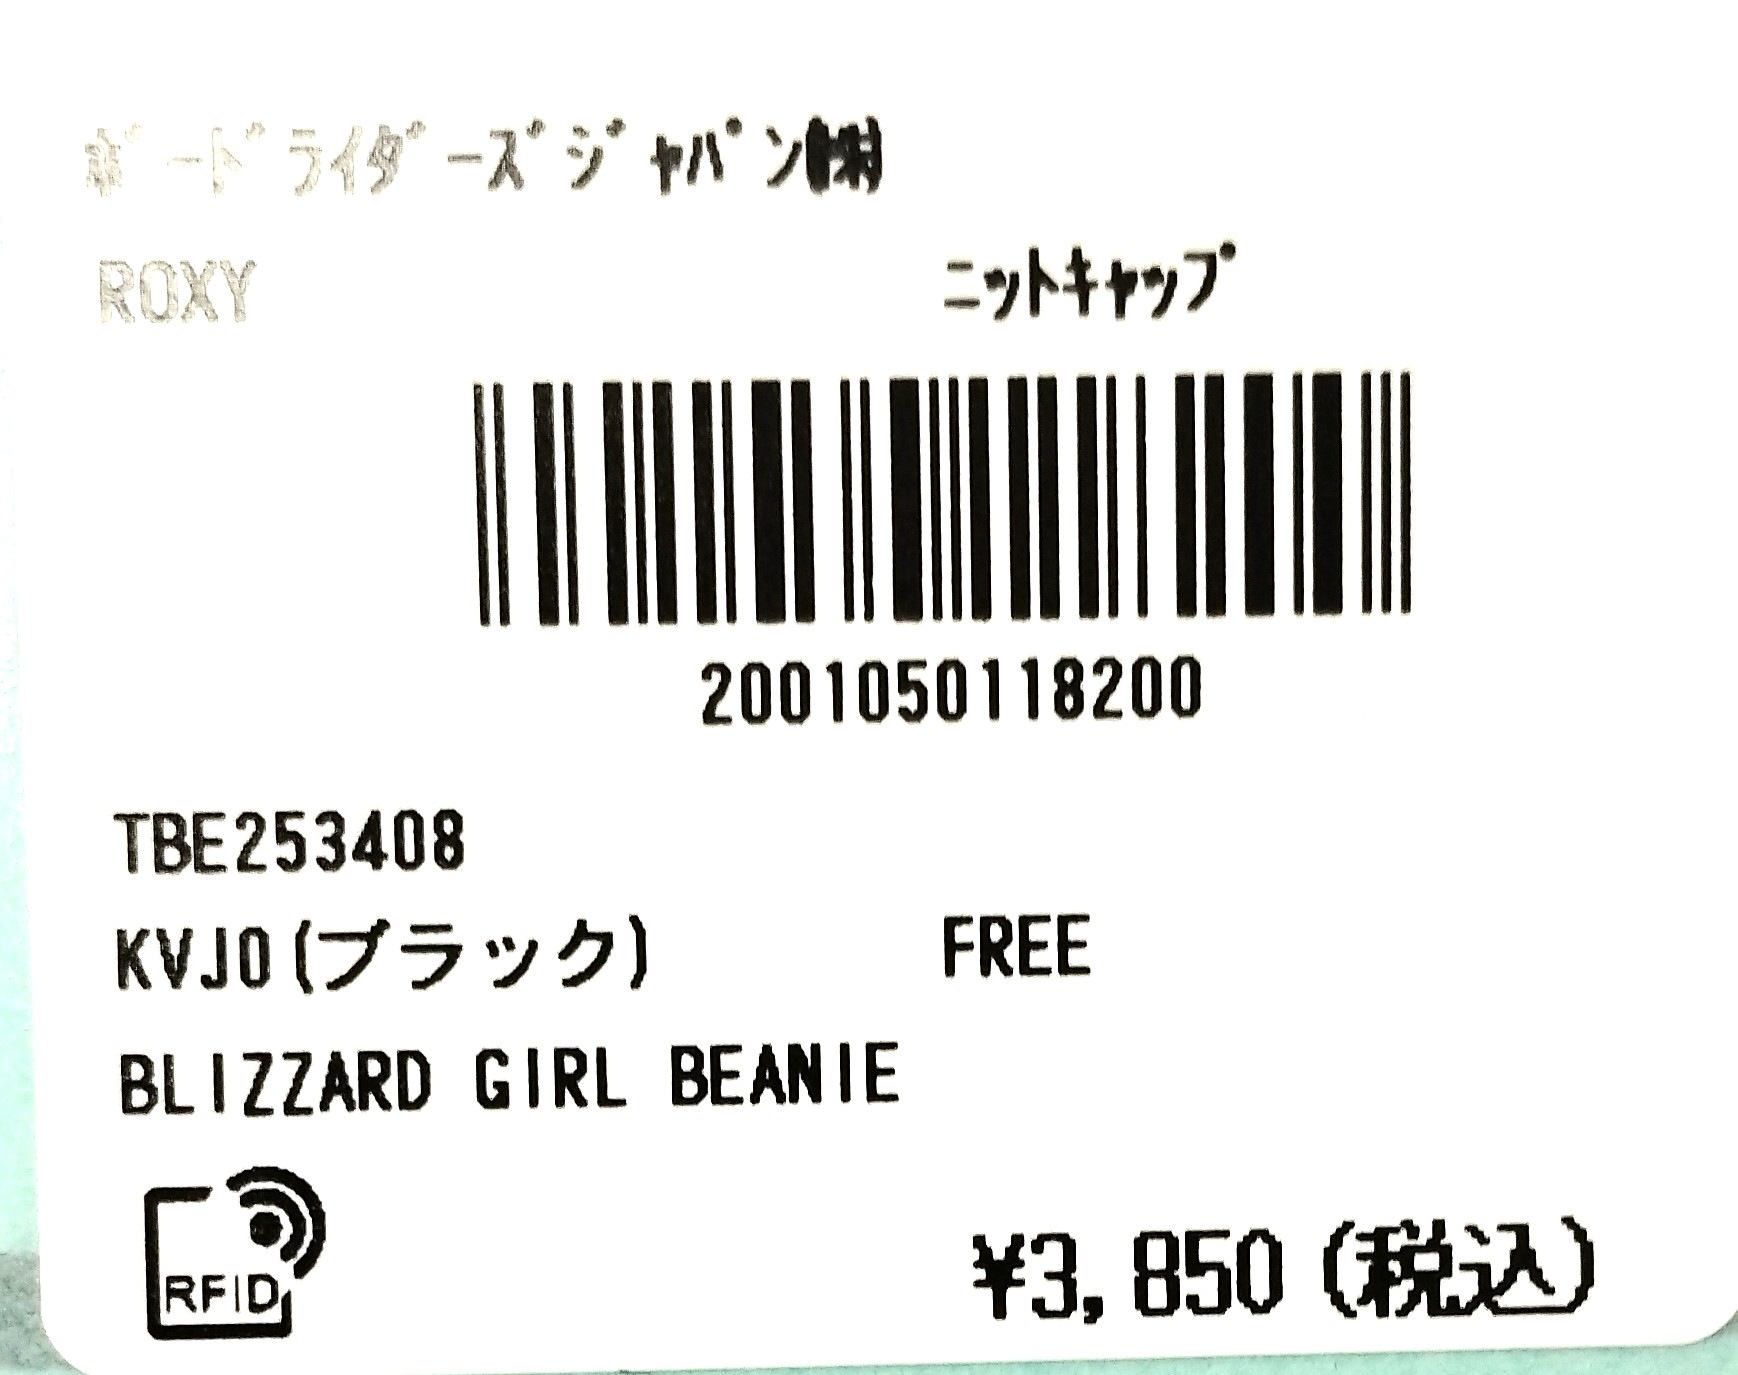 ボードライダーズジャパン㈱
ROXY ニットキャップ
2001050118200
TBE253408
KVJ0(ブラック) FREE
BLIZZARD GIRL BEANIE
RFID
¥3,850(税込)